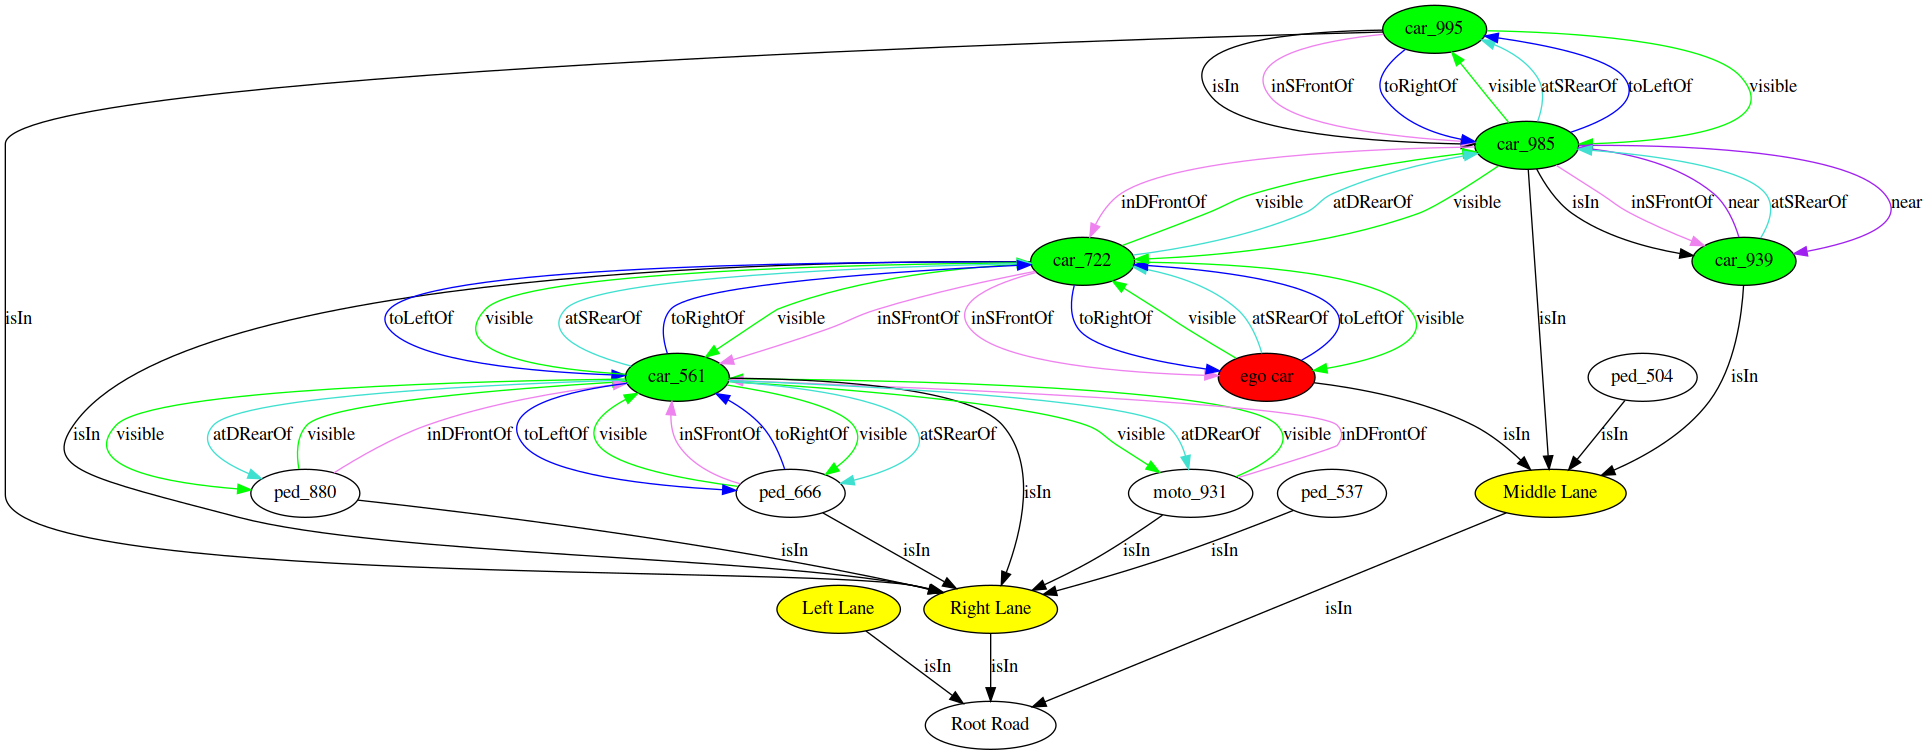 car_995
isIn inSFrontOf toRightOf visible atSRearOf toLeftOf visible
car_985
inDFrontOf visible atDRearOf visible isIn inSFrontOf near atSRearOf near
car_722 car_939
isIn toLeftOf visible atSRearOf toRightOf visible inSFrontOf inSFrontOf toRightOf visible atSRearOf toLeftOf visible isIn
car_561 ego car ped_504 isIn
isIn visible atDRearOf visible inDFrontOf toLeftOf visible inSFrontOf toRightOf visible atSRearOf visible atDRearOf visible inDFrontOf isIn isIn
ped_880 ped_666 isIn moto_931 ped_537 Middle Lane
isIn isIn isIn isIn
Left Lane Right Lane isIn
isIn isIn
Root Road